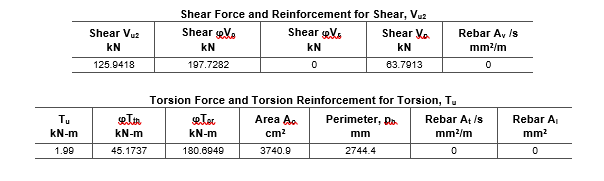 Shear Force and Reinforcement for Shear, Vu2
Shear Vu2 kN Shear φVc kN Shear φVs kN Shear Vp kN Rebar Av /s mm²/m
125.9418 197.7282 0 63.7913 0
Torsion Force and Torsion Reinforcement for Torsion, Tu
Tu kN-m φTth kN-m φTcr kN-m Area Ao cm² Perimeter, ph mm Rebar At /s mm²/m Rebar Al mm²
1.99 45.1737 180.6949 3740.9 2744.4 0 0